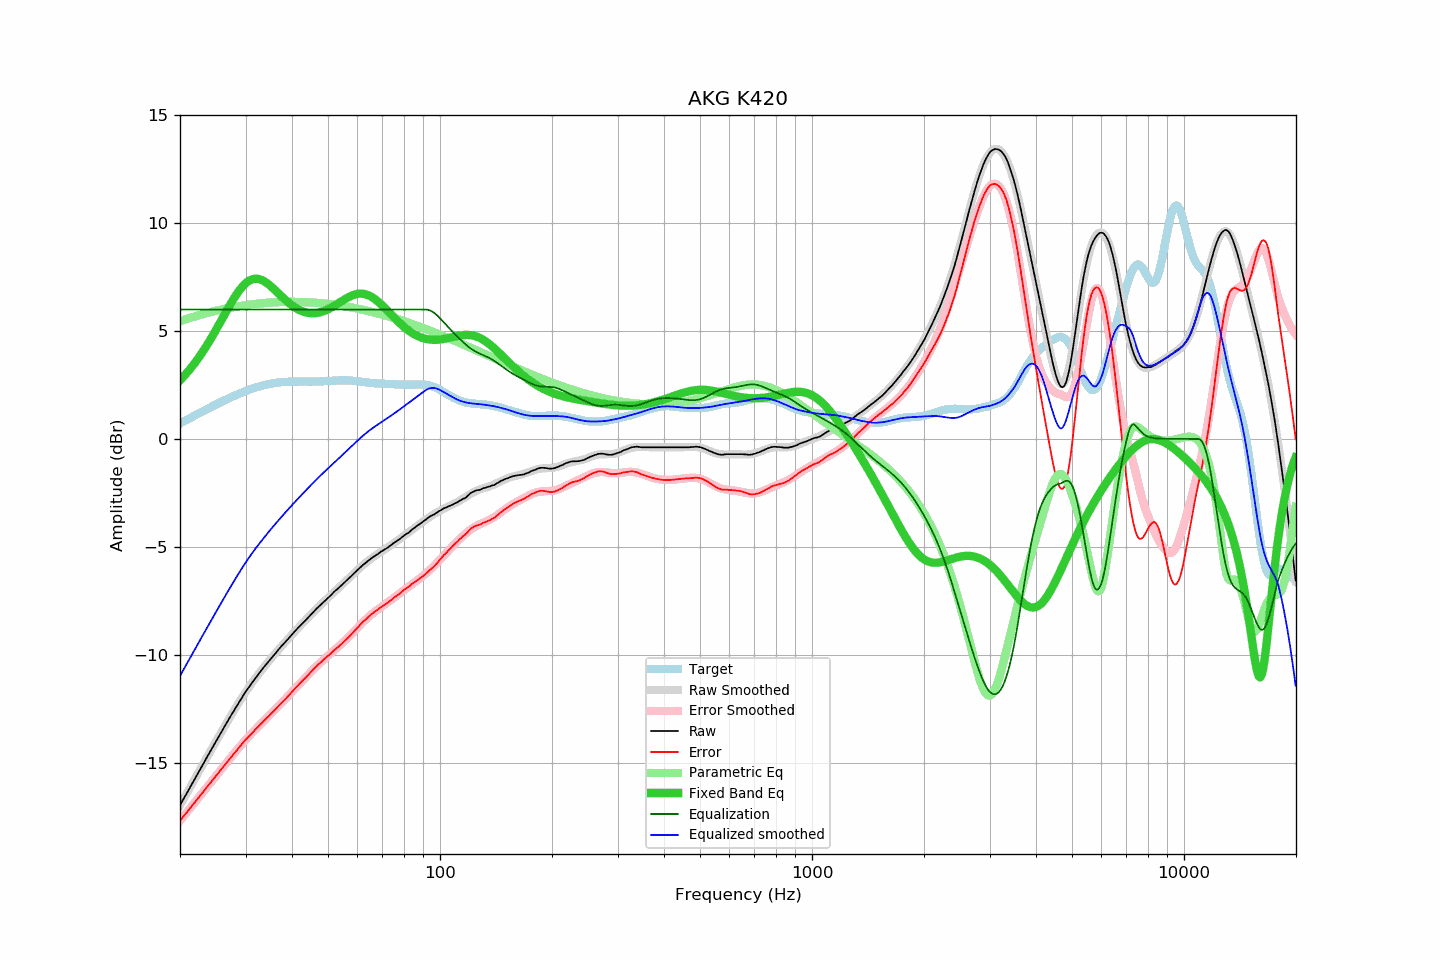 AKG K420
15
10
5
0
−5
−10
−15
Amplitude (dBr)
Target
Raw Smoothed
Error Smoothed
Raw
Error
Parametric Eq
Fixed Band Eq
Equalization
Equalized smoothed
100 1000 10000
Frequency (Hz)